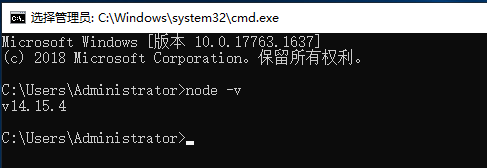 选择管理员: C:\Windows\system32\cmd.exe
Microsoft Windows [版本 10.0.17763.1637]
(c) 2018 Microsoft Corporation。保留所有权利。
C:\Users\Administrator>node -v
v14.15.4
C:\Users\Administrator>